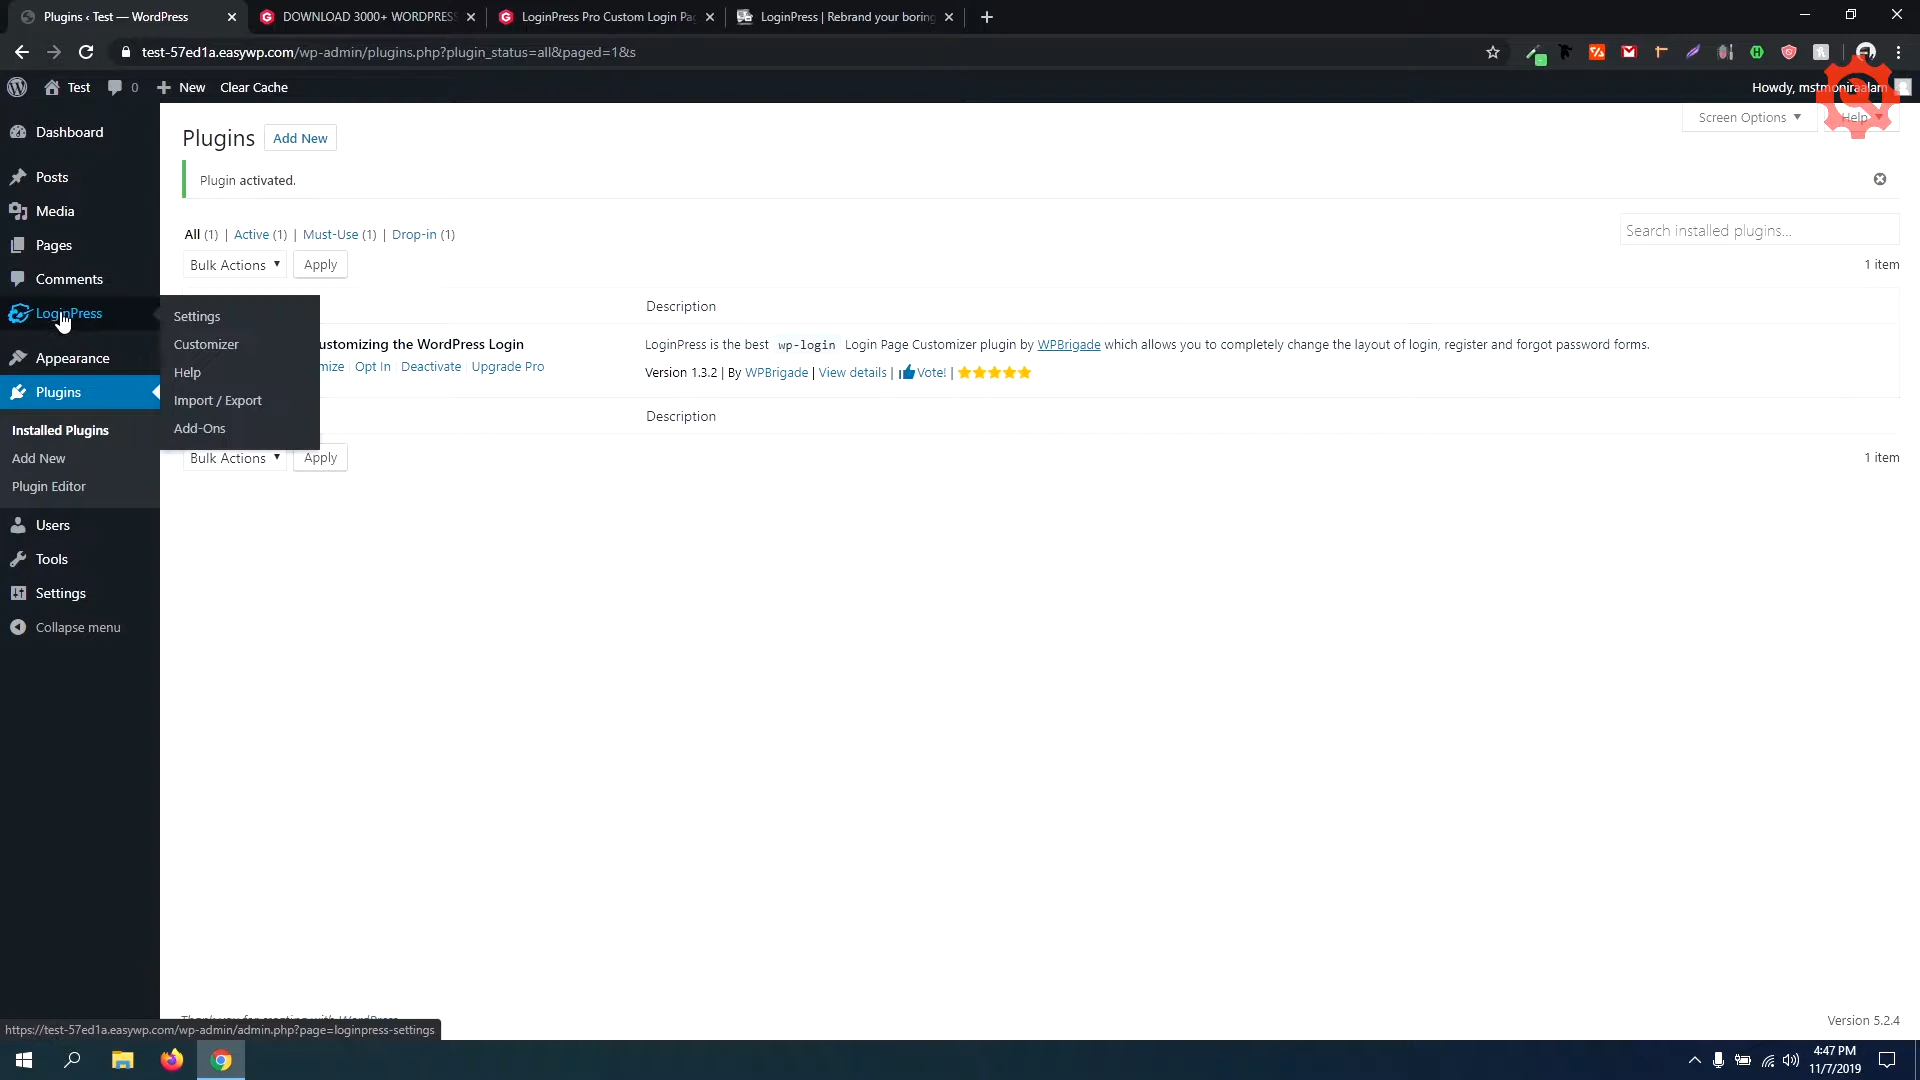 Plugins ‹ Test — WordPress
DOWNLOAD 3000+ WORDPRESS
LoginPress Pro Custom Login Pa
LoginPress | Rebrand your boring
test-57ed1a.easywp.com/wp-admin/plugins.php?plugin_status=all&paged=1&s
Test
0
New
Clear Cache
Howdy, mstmoniraalam
Screen Options
Help
Dashboard
Posts
Media
Pages
Comments
LoginPress
Appearance
Plugins
Installed Plugins
Add New
Plugin Editor
Users
Tools
Settings
Collapse menu
Settings
Customizer
Help
Import / Export
Add-Ons
Plugins
Add New
Plugin activated.
All (1) | Active (1) | Must-Use (1) | Drop-in (1)
Search installed plugins...
Bulk Actions
Apply
1 item
Description
ustomizing the WordPress Login
mize | Opt In | Deactivate | Upgrade Pro
LoginPress is the best wp-login Login Page Customizer plugin by WPBrigade which allows you to completely change the layout of login, register and forgot password forms.
Version 1.3.2 | By WPBrigade | View details | Vote! |
Description
Bulk Actions
Apply
1 item
Version 5.2.4
https://test-57ed1a.easywp.com/wp-admin/admin.php?page=loginpress-settings
4:47 PM
11/7/2019